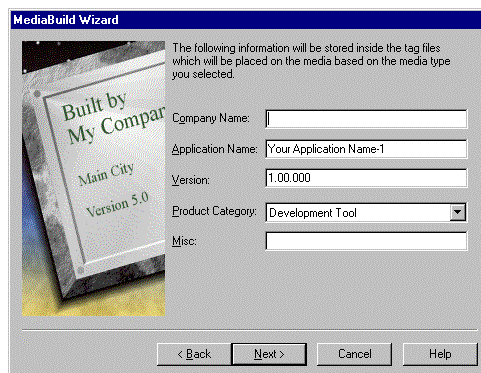 MediaBuild Wizard
The following information will be stored inside the tag files
which will be placed on the media based on the media type
you selected.
Built by
My Compar
Main City
Version 5.0
Company Name:
Application Name: Your Application Name-1
Version: 1.00.000
Product Category: Development Tool
Misc:
< Back Next > Cancel Help